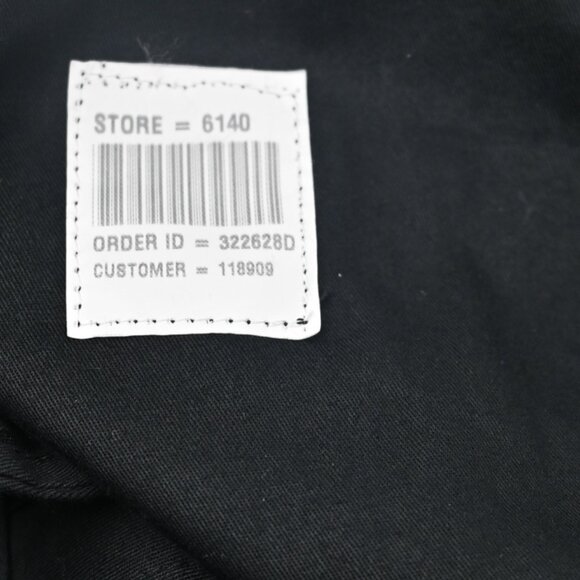 STORE = 6140
ORDER ID = 322628D
CUSTOMER = 118909